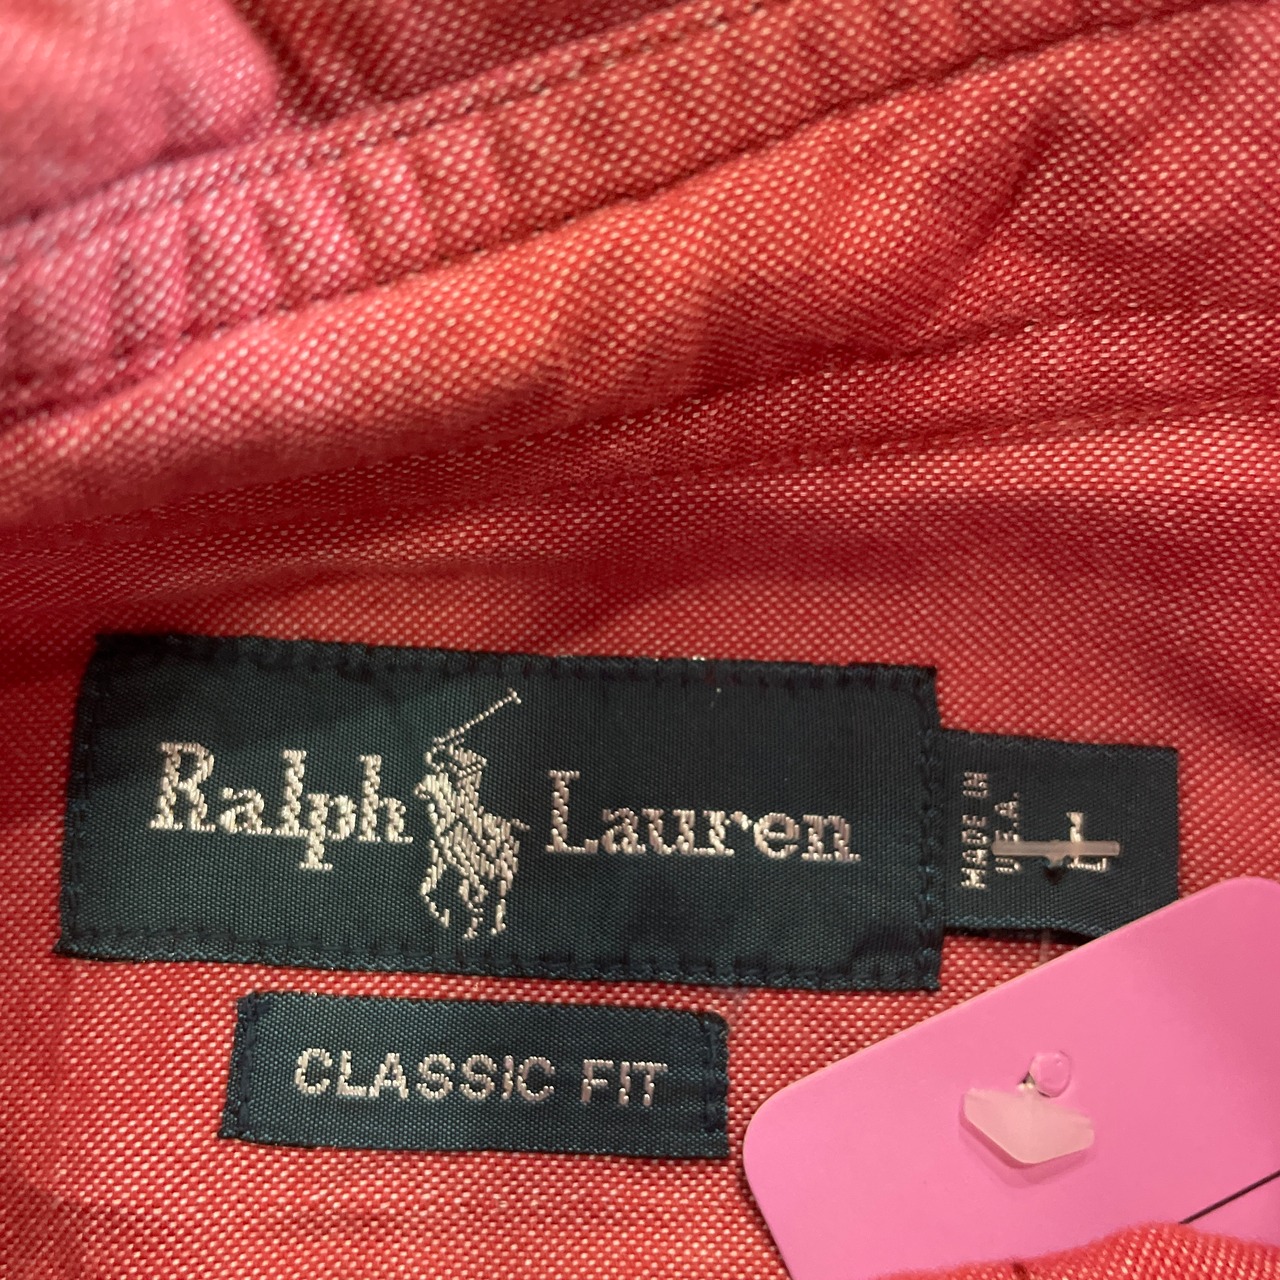 Ralph Lauren
MADE IN
U.S.A.
L
CLASSIC FIT